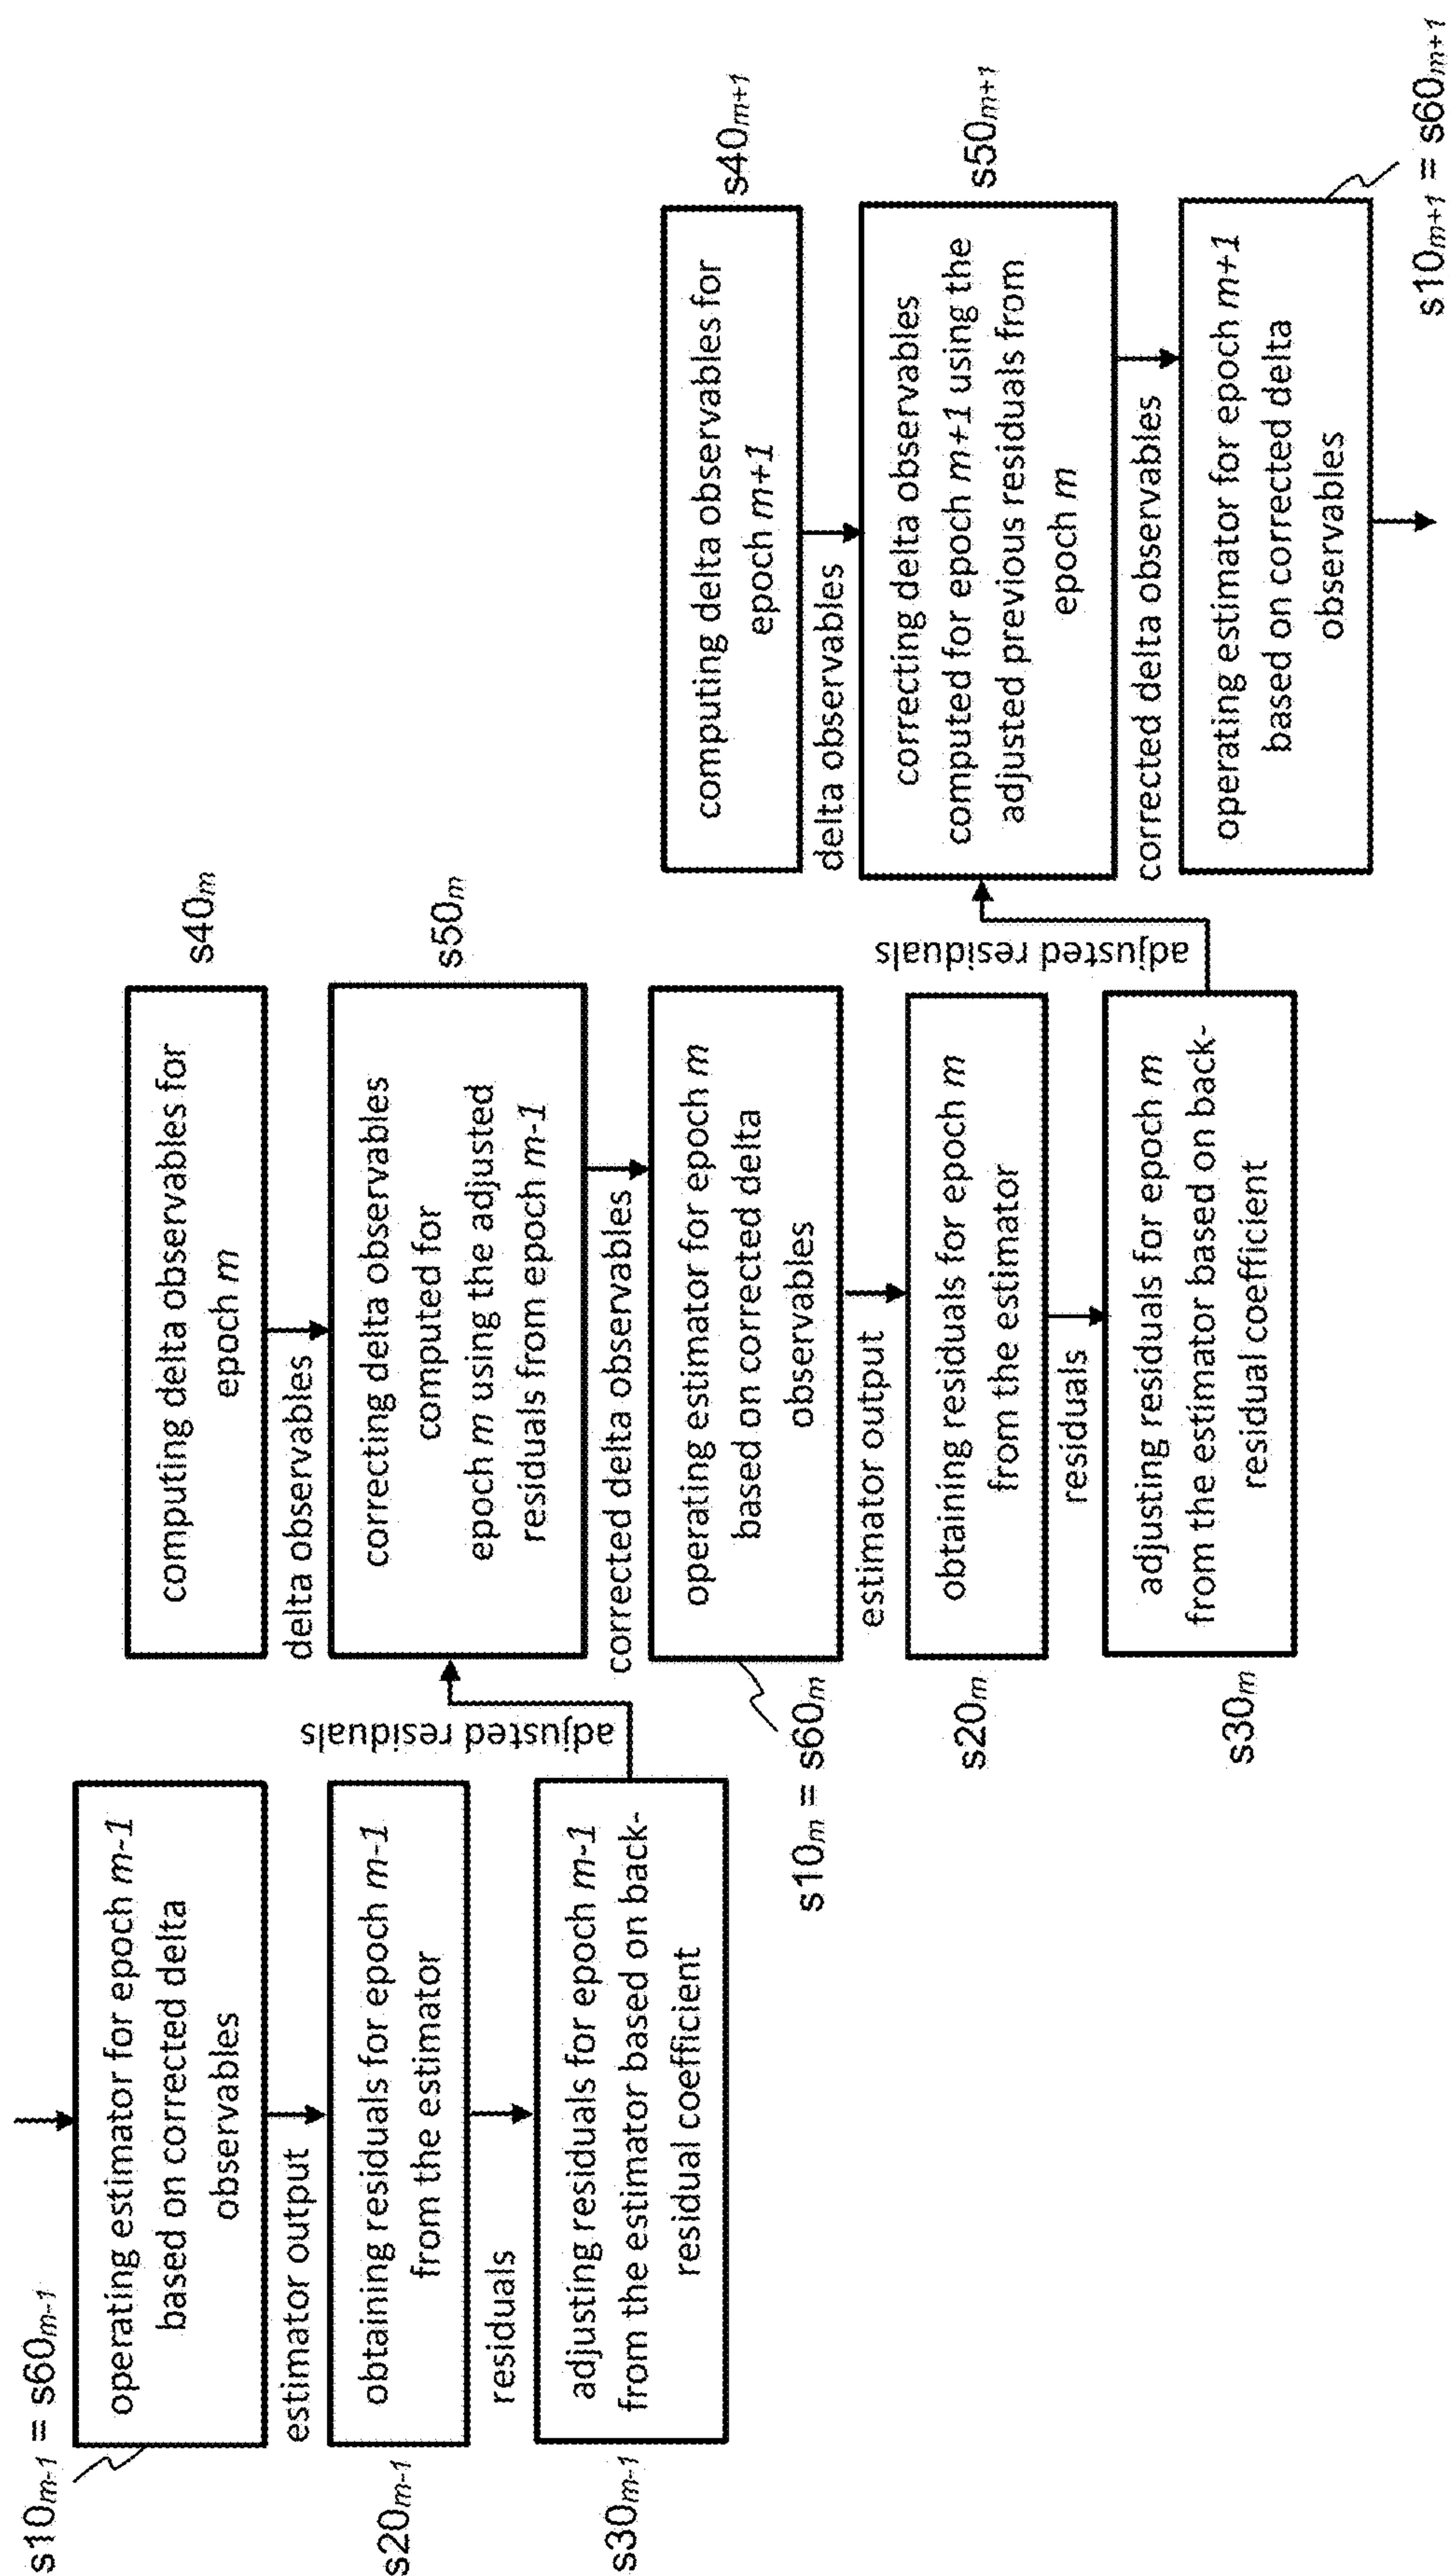 s10m-1 = s60m-1
operating estimator for epoch m-1
based on corrected delta
observables
estimator output
s20m-1
obtaining residuals for epoch m-1
from the estimator
residuals
s30m-1
adjusting residuals for epoch m-1
from the estimator based on back-
residual coefficient
adjusted residuals
s40m
computing delta observables for
epoch m
delta observables
s50m
correcting delta observables
computed for
epoch m using the adjusted
residuals from epoch m-1
corrected delta observables
s10m = s60m
operating estimator for epoch m
based on corrected delta
observables
estimator output
s20m
obtaining residuals for epoch m
from the estimator
residuals
s30m
adjusting residuals for epoch m
from the estimator based on back-
residual coefficient
adjusted residuals
s40m+1
computing delta observables for
epoch m+1
delta observables
s50m+1
correcting delta observables
computed for epoch m+1 using the
adjusted previous residuals from
epoch m
corrected delta observables
operating estimator for epoch m+1
based on corrected delta
observables
s10m+1 = s60m+1